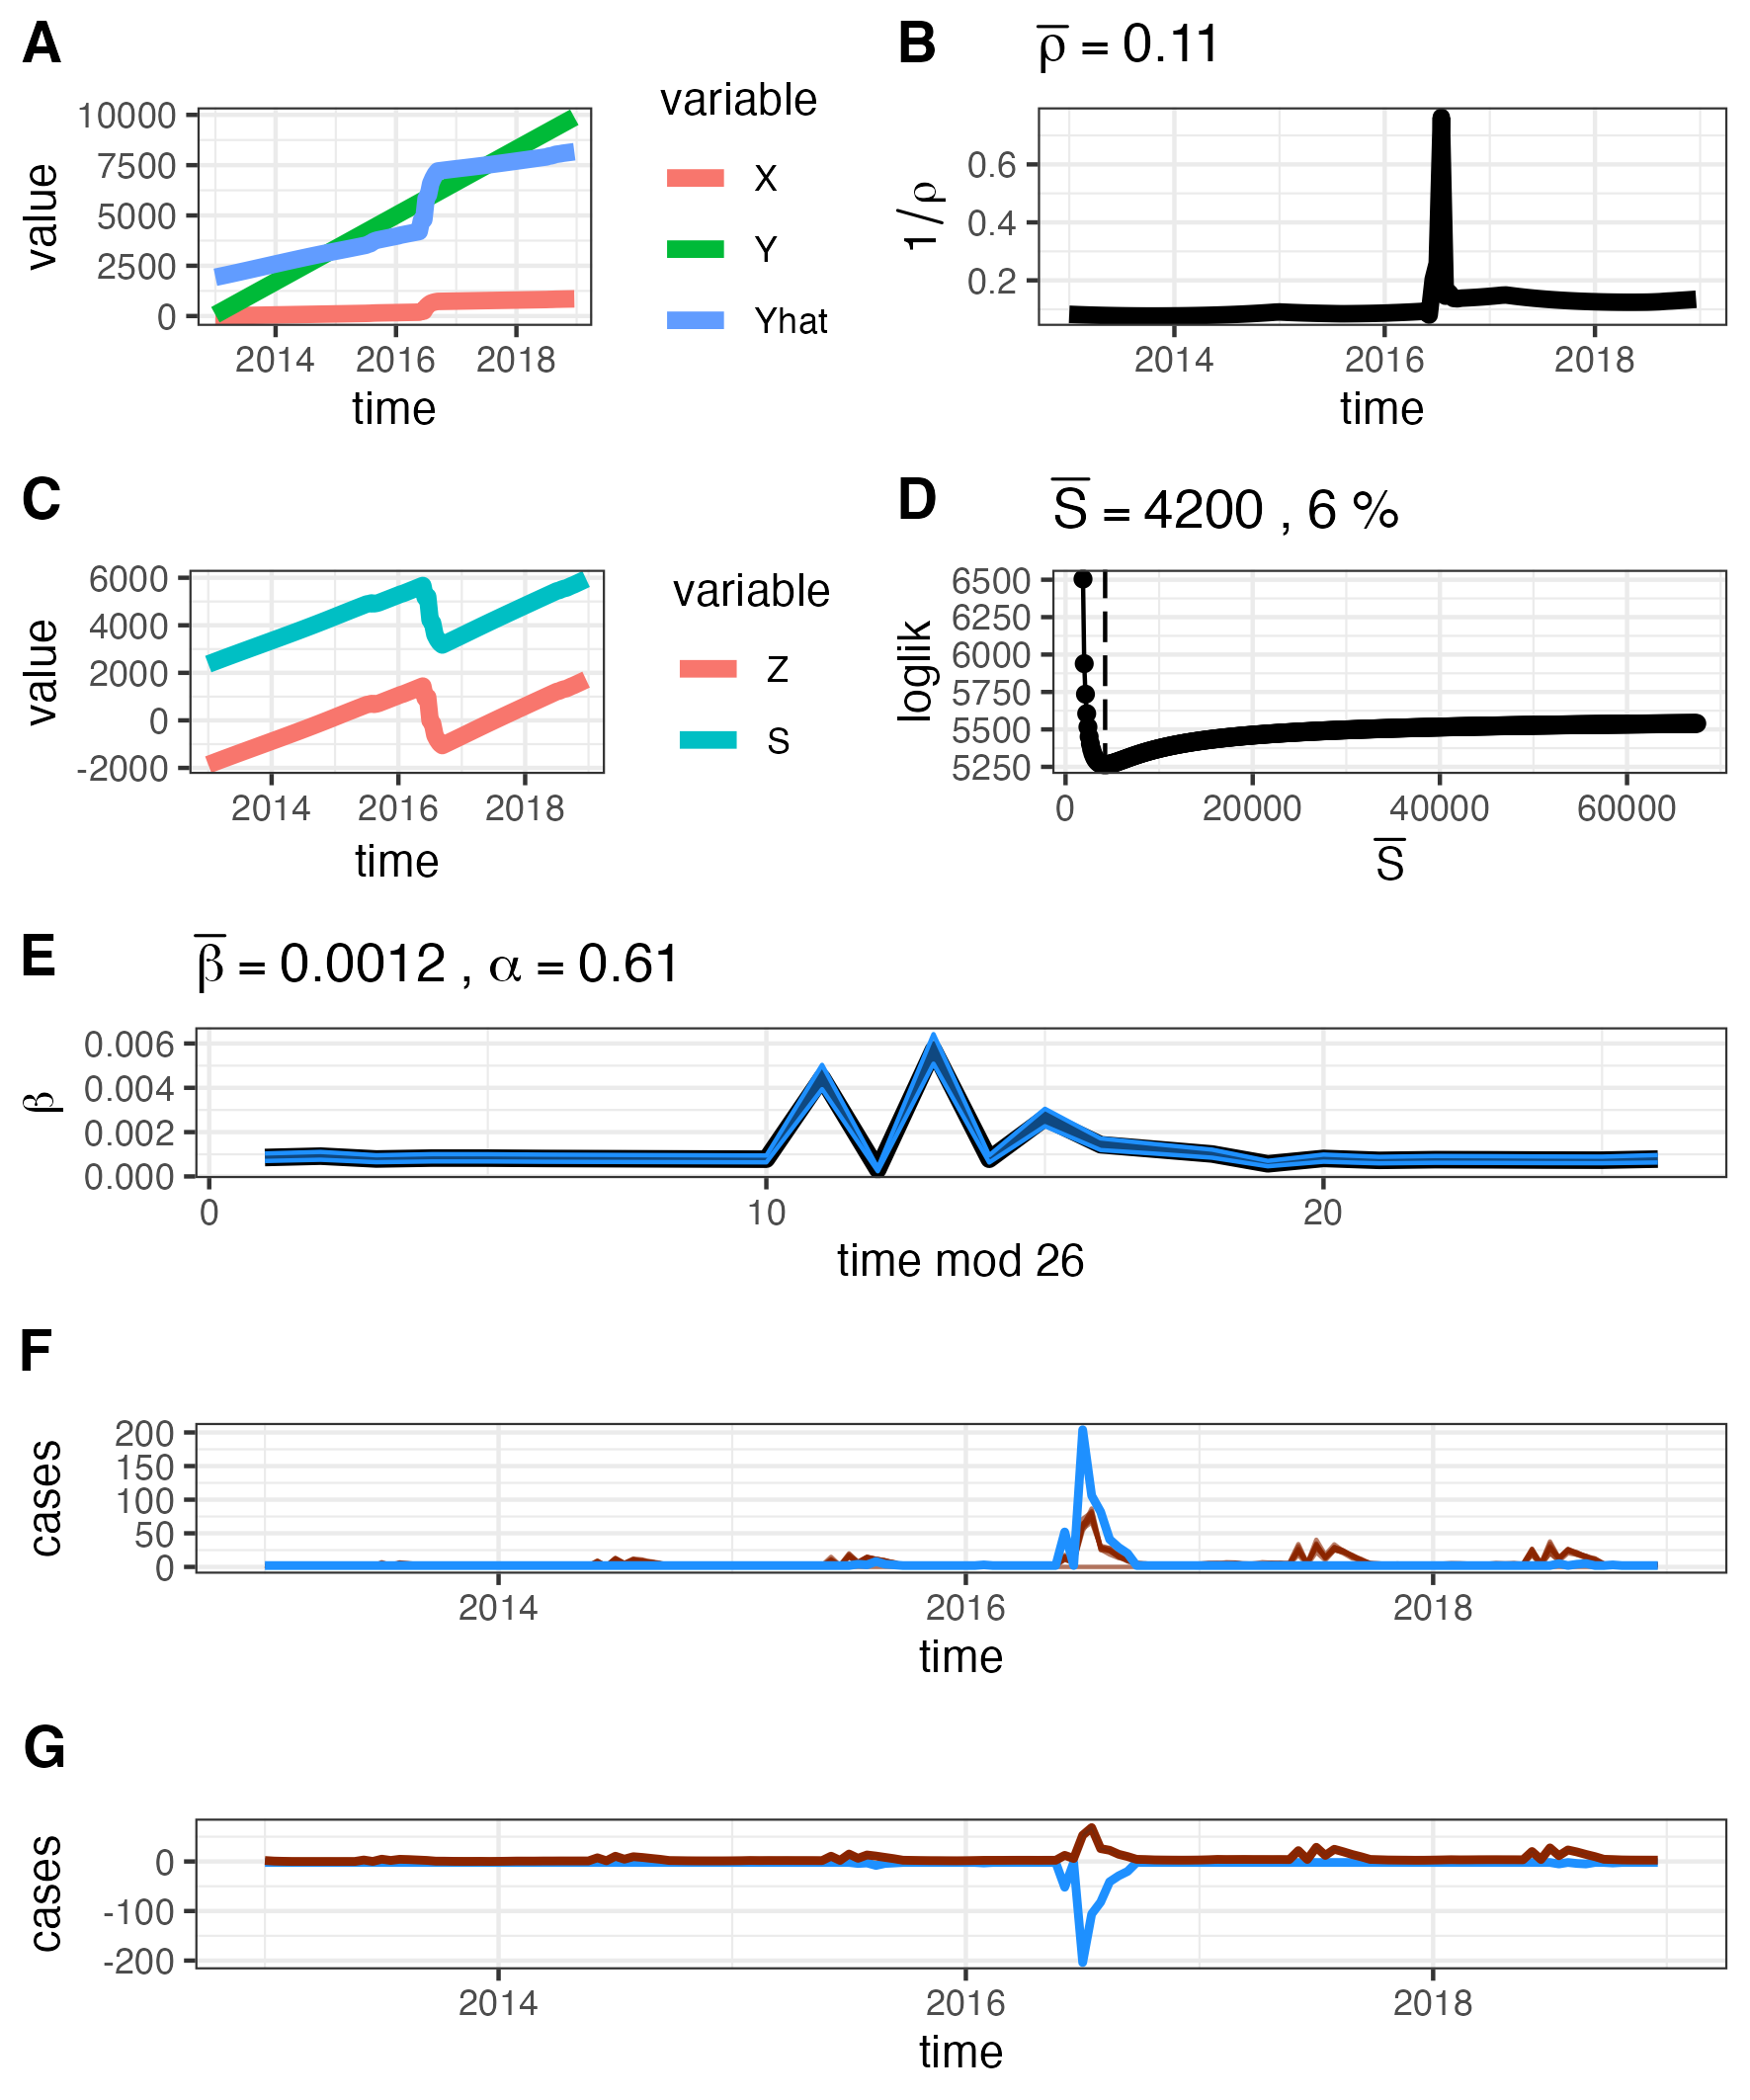 A
B
ρ̅ = 0.11
variable
X
Y
Yhat
value
10000
7500
5000
2500
0
2014 2016 2018
time
1/ρ
0.6
0.4
0.2
2014 2016 2018
time
C
D
S̅ = 4200 , 6 %
value
6000
4000
2000
0
-2000
2014 2016 2018
time
variable
Z
S
loglik
6500
6250
6000
5750
5500
5250
0 20000 40000 60000
S̅
E
β̅ = 0.0012 , α = 0.61
β
0.006
0.004
0.002
0.000
0 10 20
time mod 26
F
cases
200
150
100
50
0
2014 2016 2018
time
G
cases
0
-100
-200
2014 2016 2018
time